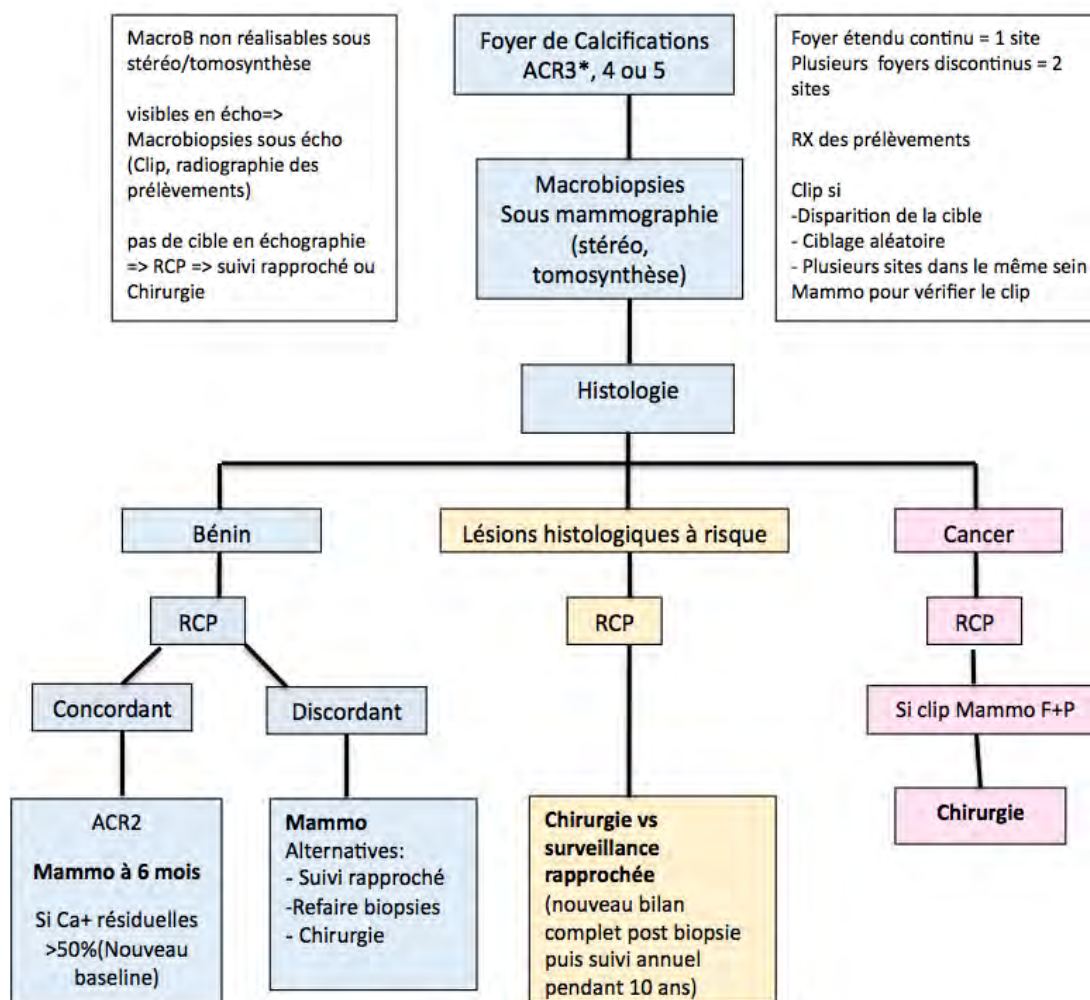 MacroB non réalisables sous
stéréo/tomosynthèse
visibles en écho=>
Macrobiopsies sous écho
(Clip, radiographie des
prélèvements)
pas de cible en échographie
=> RCP => suivi rapproché ou
Chirurgie
Foyer de Calcifications
ACR3*, 4 ou 5
Foyer étendu continu = 1 site
Plusieurs foyers discontinus = 2
sites
RX des prélèvements
Clip si
-Disparition de la cible
- Ciblage aléatoire
- Plusieurs sites dans le même sein
Mammo pour vérifier le clip
Macrobiopsies
Sous mammographie
(stéréo,
tomosynthèse)
Histologie
Bénin
Lésions histologiques à risque
Cancer
RCP
RCP
RCP
Concordant
Discordant
Si clip Mammo F+P
ACR2
Mammo à 6 mois
Si Ca+ résiduelles
>50%(Nouveau
baseline)
Mammo
Alternatives:
- Suivi rapproché
-Refaire biopsies
- Chirurgie
Chirurgie vs
surveillance
rapprochée
(nouveau bilan
complet post biopsie
puis suivi annuel
pendant 10 ans)
Chirurgie